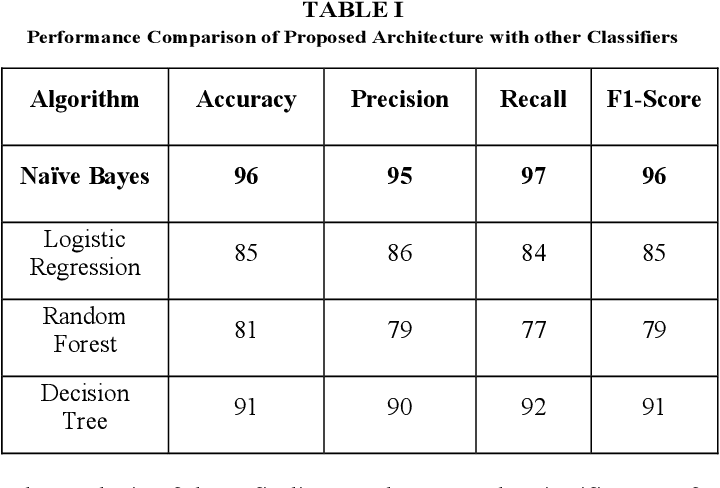 TABLE I
Performance Comparison of Proposed Architecture with other Classifiers
Algorithm Accuracy Precision Recall F1-Score
Naïve Bayes 96 95 97 96
Logistic
Regression 85 86 84 85
Random
Forest 81 79 77 79
Decision
Tree 91 90 92 91